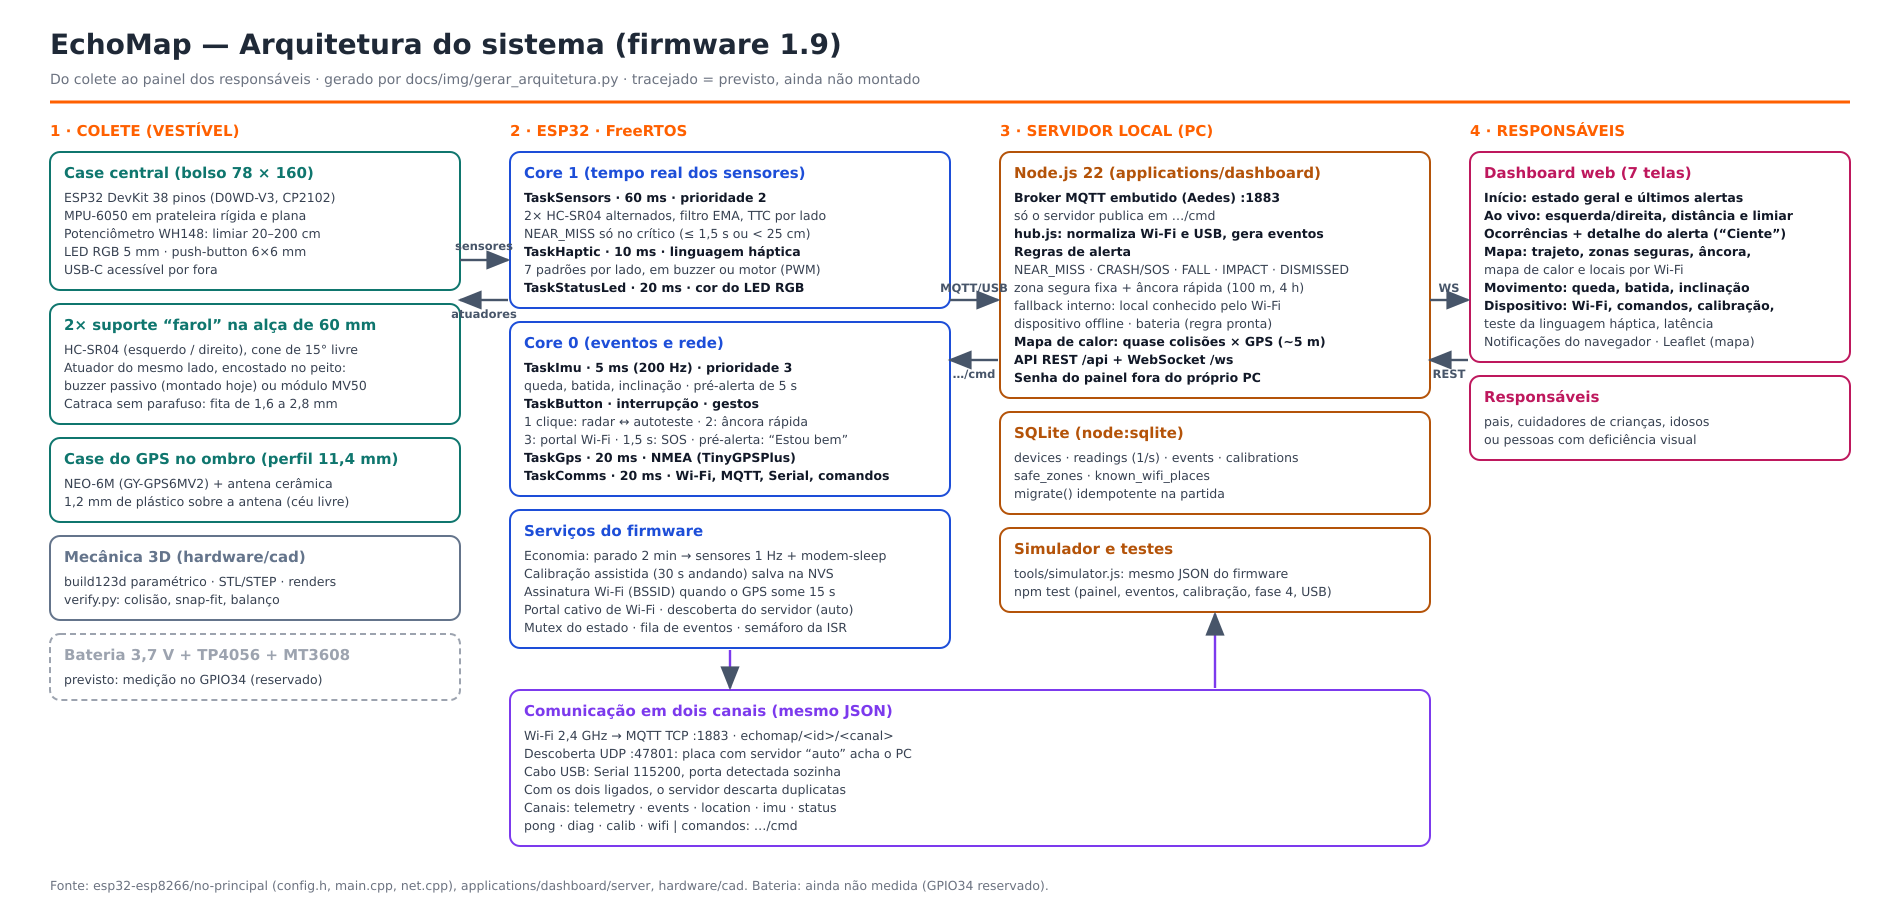 EchoMap — Arquitetura do sistema (firmware 1.9)
Do colete ao painel dos responsáveis · gerado por docs/img/gerar_arquitetura.py · tracejado = previsto, ainda não montado
1 · COLETE (VESTÍVEL)
Case central (bolso 78 × 160)
ESP32 DevKit 38 pinos (D0WD-V3, CP2102)
MPU-6050 em prateleira rígida e plana
Potenciômetro WH148: limiar 20–200 cm
LED RGB 5 mm · push-button 6×6 mm
USB-C acessível por fora
2× suporte “farol” na alça de 60 mm
HC-SR04 (esquerdo / direito), cone de 15° livre
Atuador do mesmo lado, encostado no peito:
buzzer passivo (montado hoje) ou módulo MV50
Catraca sem parafuso: fita de 1,6 a 2,8 mm
Case do GPS no ombro (perfil 11,4 mm)
NEO-6M (GY-GPS6MV2) + antena cerâmica
1,2 mm de plástico sobre a antena (céu livre)
Mecânica 3D (hardware/cad)
build123d paramétrico · STL/STEP · renders
verify.py: colisão, snap-fit, balanço
Bateria 3,7 V + TP4056 + MT3608
previsto: medição no GPIO34 (reservado)
sensores
atuadores
2 · ESP32 · FreeRTOS
Core 1 (tempo real dos sensores)
TaskSensors · 60 ms · prioridade 2
2× HC-SR04 alternados, filtro EMA, TTC por lado
NEAR_MISS só no crítico (≤ 1,5 s ou < 25 cm)
TaskHaptic · 10 ms · linguagem háptica
7 padrões por lado, em buzzer ou motor (PWM)
TaskStatusLed · 20 ms · cor do LED RGB
Core 0 (eventos e rede)
TaskImu · 5 ms (200 Hz) · prioridade 3
queda, batida, inclinação · pré-alerta de 5 s
TaskButton · interrupção · gestos
1 clique: radar ↔ autoteste · 2: âncora rápida
3: portal Wi-Fi · 1,5 s: SOS · pré-alerta: “Estou bem”
TaskGps · 20 ms · NMEA (TinyGPSPlus)
TaskComms · 20 ms · Wi-Fi, MQTT, Serial, comandos
Serviços do firmware
Economia: parado 2 min → sensores 1 Hz + modem-sleep
Calibração assistida (30 s andando) salva na NVS
Assinatura Wi-Fi (BSSID) quando o GPS some 15 s
Portal cativo de Wi-Fi · descoberta do servidor (auto)
Mutex do estado · fila de eventos · semáforo da ISR
MQTT/USB
…/cmd
3 · SERVIDOR LOCAL (PC)
Node.js 22 (applications/dashboard)
Broker MQTT embutido (Aedes) :1883
só o servidor publica em …/cmd
hub.js: normaliza Wi-Fi e USB, gera eventos
Regras de alerta
NEAR_MISS · CRASH/SOS · FALL · IMPACT · DISMISSED
zona segura fixa + âncora rápida (100 m, 4 h)
fallback interno: local conhecido pelo Wi-Fi
dispositivo offline · bateria (regra pronta)
Mapa de calor: quase colisões × GPS (~5 m)
API REST /api + WebSocket /ws
Senha do painel fora do próprio PC
SQLite (node:sqlite)
devices · readings (1/s) · events · calibrations
safe_zones · known_wifi_places
migrate() idempotente na partida
Simulador e testes
tools/simulator.js: mesmo JSON do firmware
npm test (painel, eventos, calibração, fase 4, USB)
WS
REST
4 · RESPONSÁVEIS
Dashboard web (7 telas)
Início: estado geral e últimos alertas
Ao vivo: esquerda/direita, distância e limiar
Ocorrências + detalhe do alerta (“Ciente”)
Mapa: trajeto, zonas seguras, âncora,
mapa de calor e locais por Wi-Fi
Movimento: queda, batida, inclinação
Dispositivo: Wi-Fi, comandos, calibração,
teste da linguagem háptica, latência
Notificações do navegador · Leaflet (mapa)
Responsáveis
pais, cuidadores de crianças, idosos
ou pessoas com deficiência visual
Comunicação em dois canais (mesmo JSON)
Wi-Fi 2,4 GHz → MQTT TCP :1883 · echomap/<id>/<canal>
Descoberta UDP :47801: placa com servidor “auto” acha o PC
Cabo USB: Serial 115200, porta detectada sozinha
Com os dois ligados, o servidor descarta duplicatas
Canais: telemetry · events · location · imu · status
pong · diag · calib · wifi | comandos: …/cmd
Fonte: esp32-esp8266/no-principal (config.h, main.cpp, net.cpp), applications/dashboard/server, hardware/cad. Bateria: ainda não medida (GPIO34 reservado).